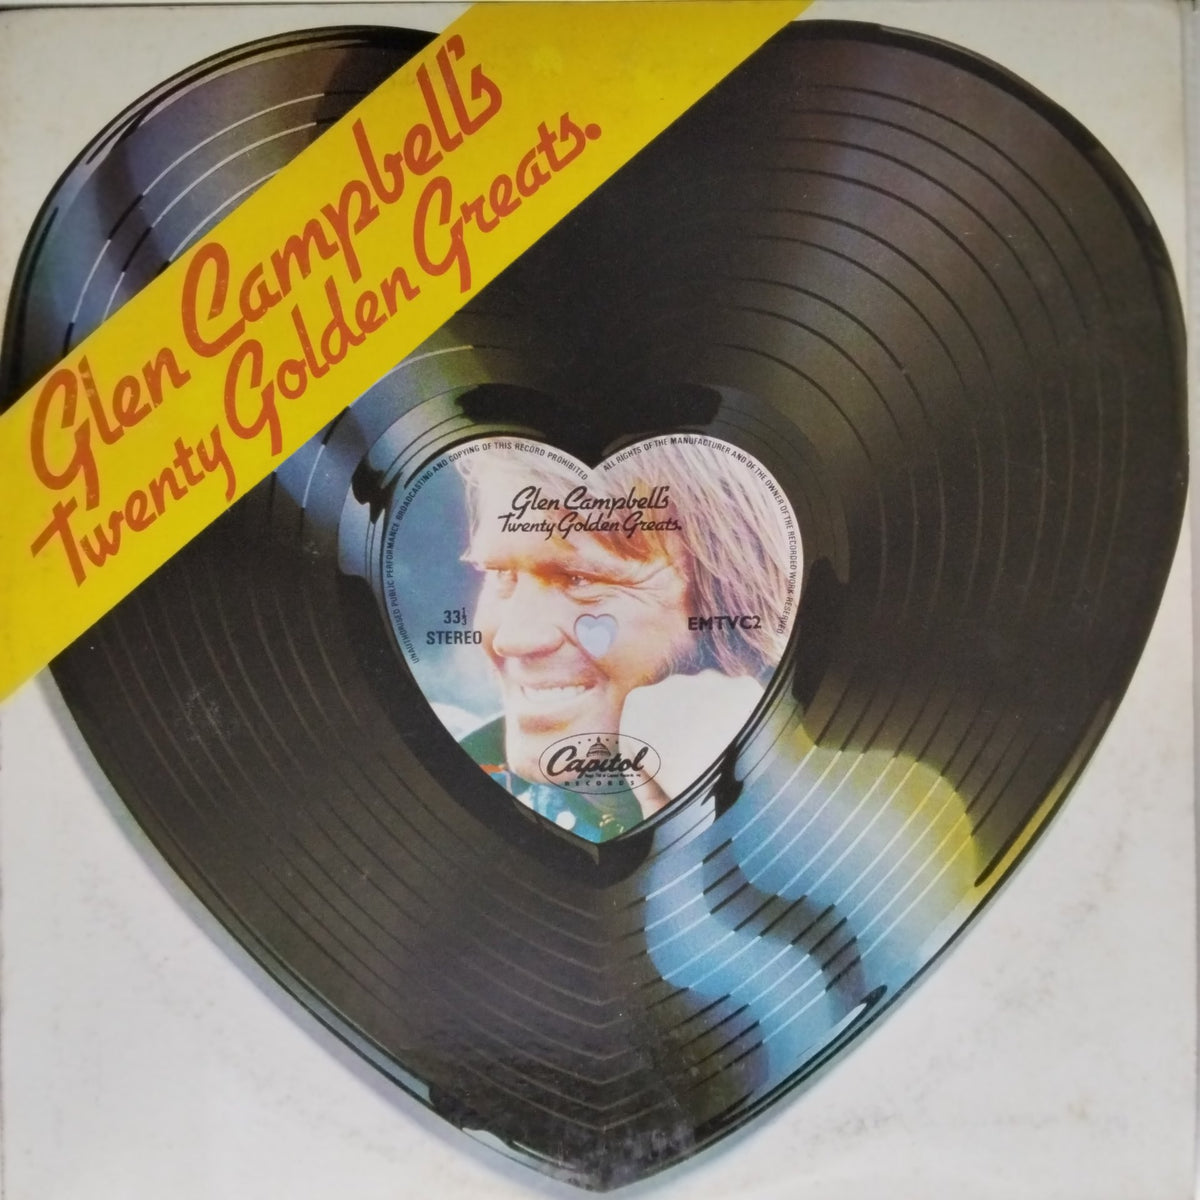 Glen Campbell's
Twenty Golden Greats.
UNAUTHORISED PUBLIC PERFORMANCE BROADCASTING AND COPYING OF THIS RECORD PROHIBITED
ALL RIGHTS OF THE MANUFACTURER AND OF THE OWNER OF THE RECORDED WORK RESERVED
Glen Campbell's
Twenty Golden Greats.
33⅓
STEREO
EMTVC2
Capitol
RECORDS